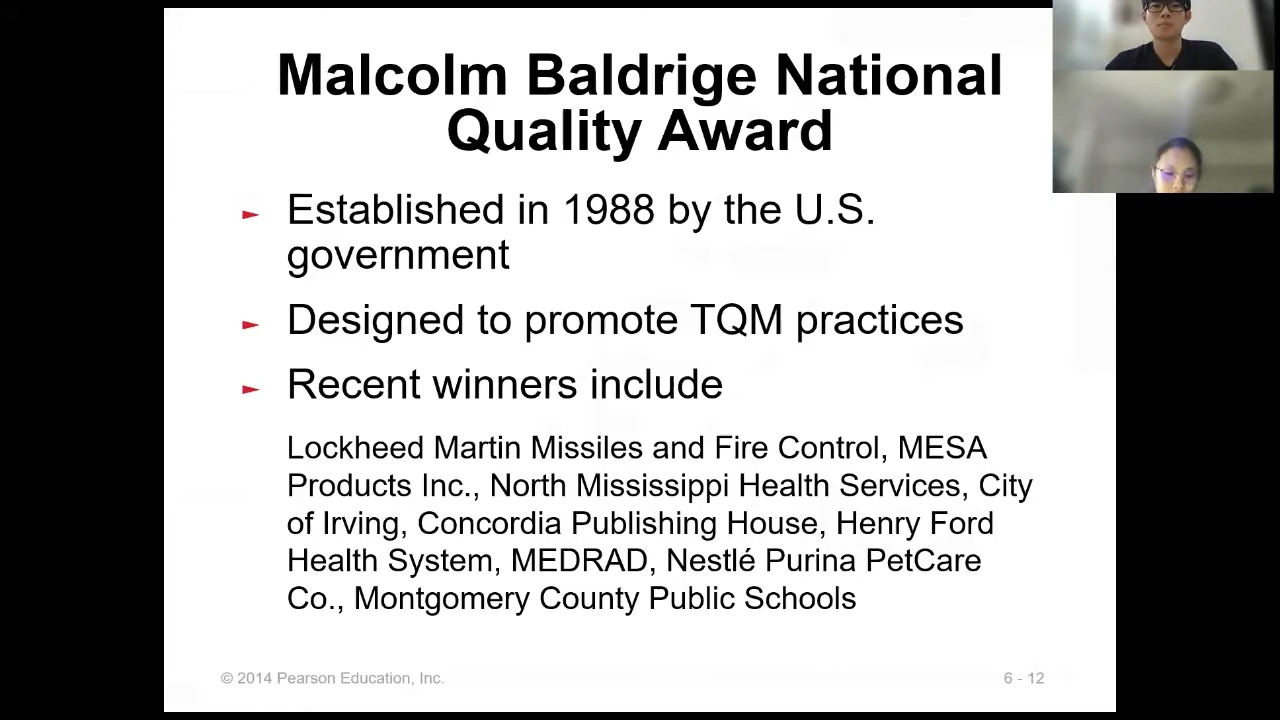 Malcolm Baldrige National
Quality Award
► Established in 1988 by the U.S.
government
► Designed to promote TQM practices
► Recent winners include
Lockheed Martin Missiles and Fire Control, MESA
Products Inc., North Mississippi Health Services, City
of Irving, Concordia Publishing House, Henry Ford
Health System, MEDRAD, Nestlé Purina PetCare
Co., Montgomery County Public Schools
© 2014 Pearson Education, Inc.
6 - 12